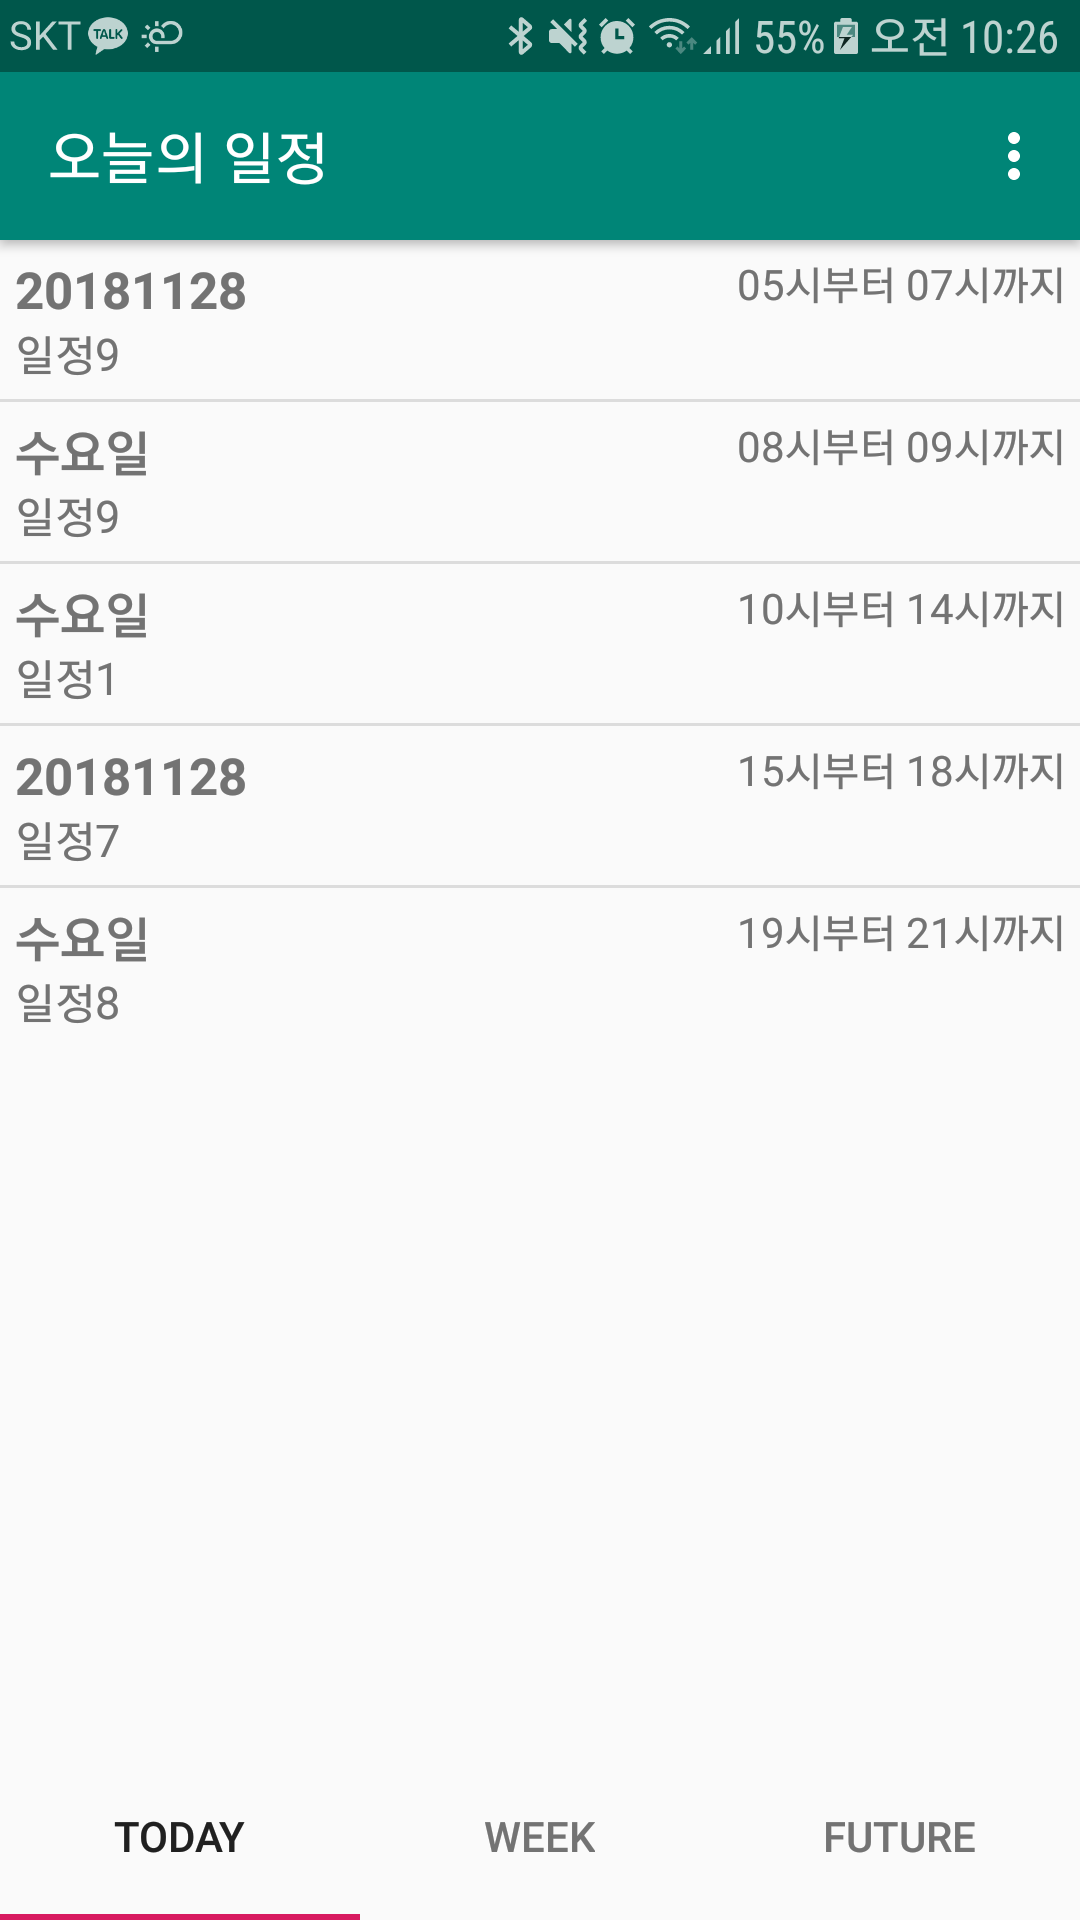 SKT TALK 55% 오전 10:26
오늘의 일정
20181128 05시부터 07시까지
일정9
수요일 08시부터 09시까지
일정9
수요일 10시부터 14시까지
일정1
20181128 15시부터 18시까지
일정7
수요일 19시부터 21시까지
일정8
TODAY WEEK FUTURE